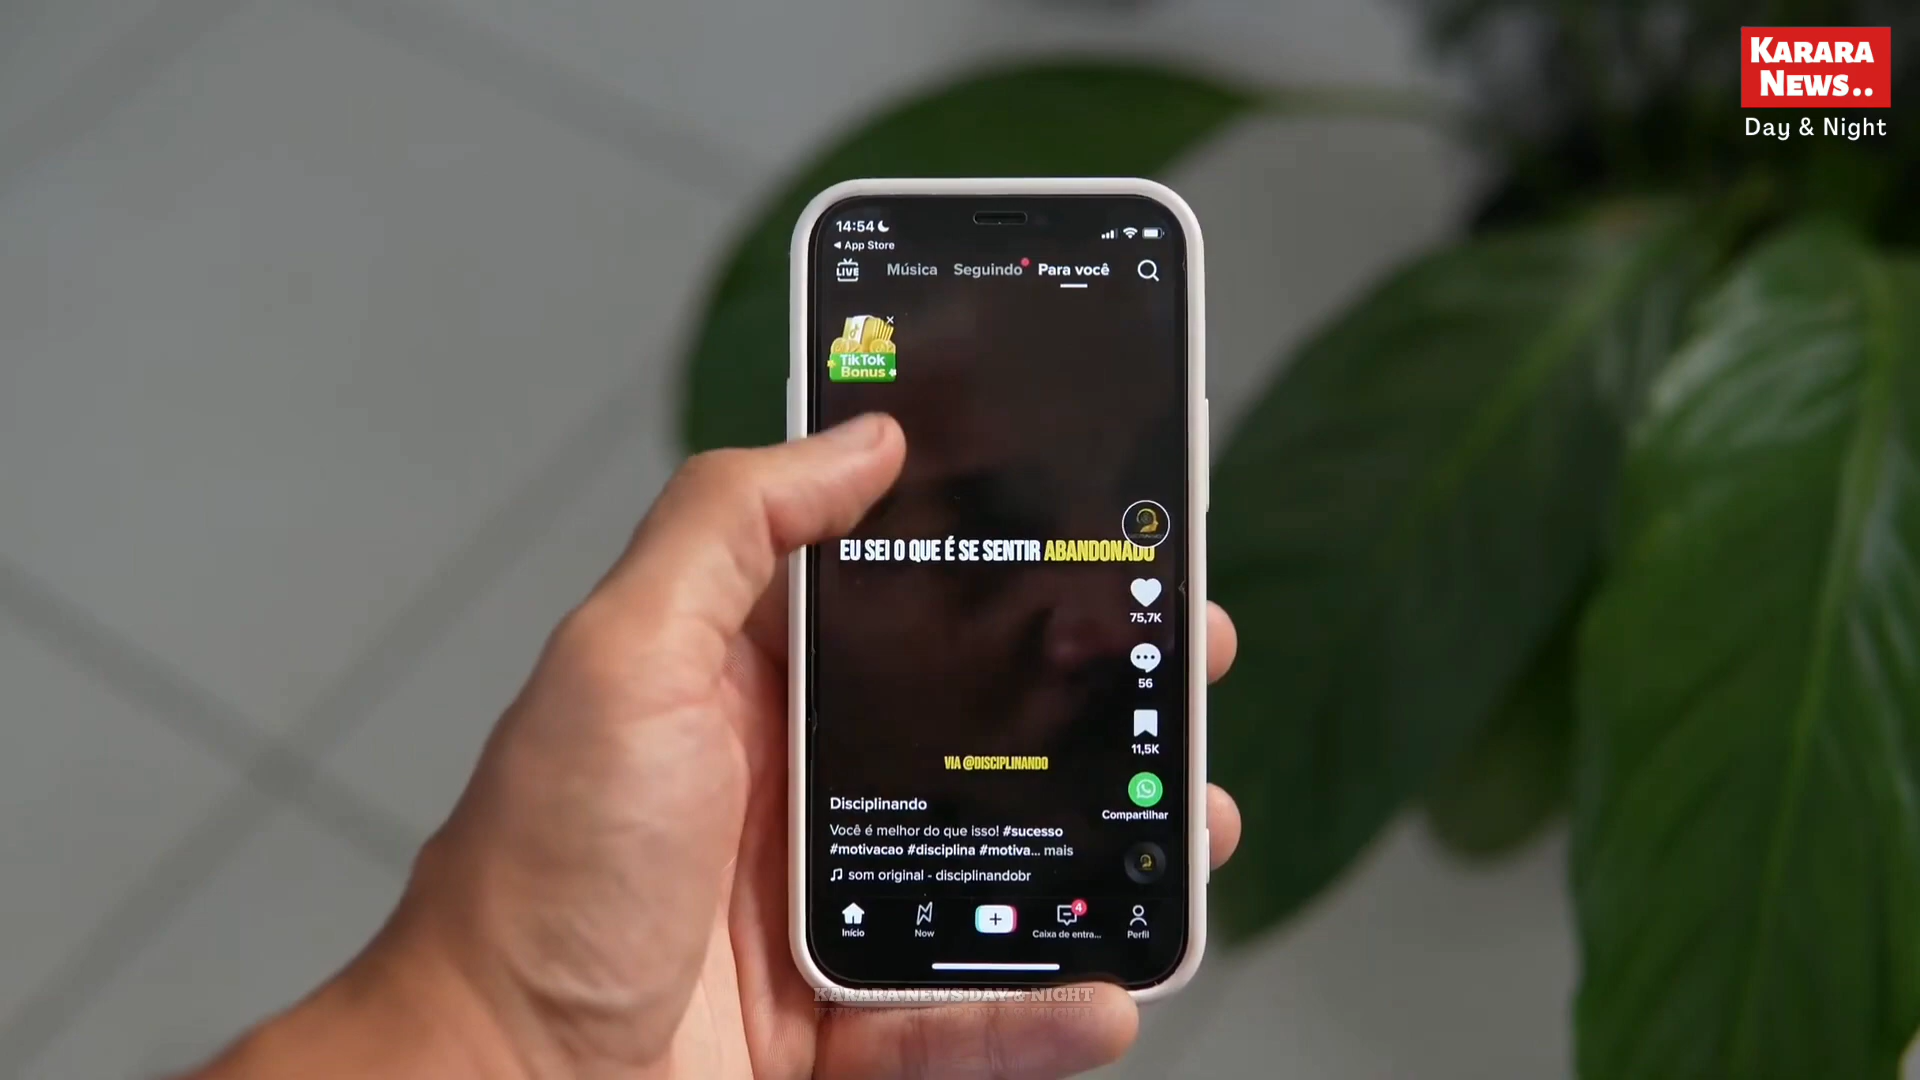 KARARA
NEWS..
Day & Night
14:54
App Store
LIVE
Música
Seguindo
Para você
TikTok
Bonus
EU SEI O QUE É SE SENTIR ABANDONADO
75,7K
56
11,5K
VIA @DISCIPLINANDO
Compartilhar
Disciplinando
Você é melhor do que isso! #sucesso
#motivacao #disciplina #motiva... mais
som original - disciplinandobr
Início
Now
4
Caixa de entra...
Perfil
KARARA NEWS DAY & NIGHT